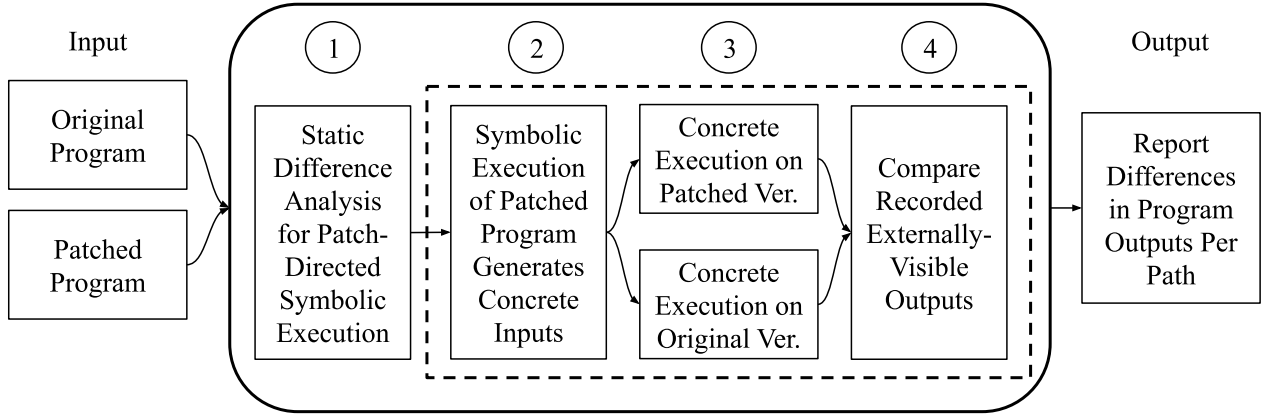 Input
Original
Program
Patched
Program
1
Static
Difference
Analysis
for Patch-
Directed
Symbolic
Execution
2
Symbolic
Execution
of Patched
Program
Generates
Concrete
Inputs
3
Concrete
Execution on
Patched Ver.
Concrete
Execution on
Original Ver.
4
Compare
Recorded
Externally-
Visible
Outputs
Output
Report
Differences
in Program
Outputs Per
Path